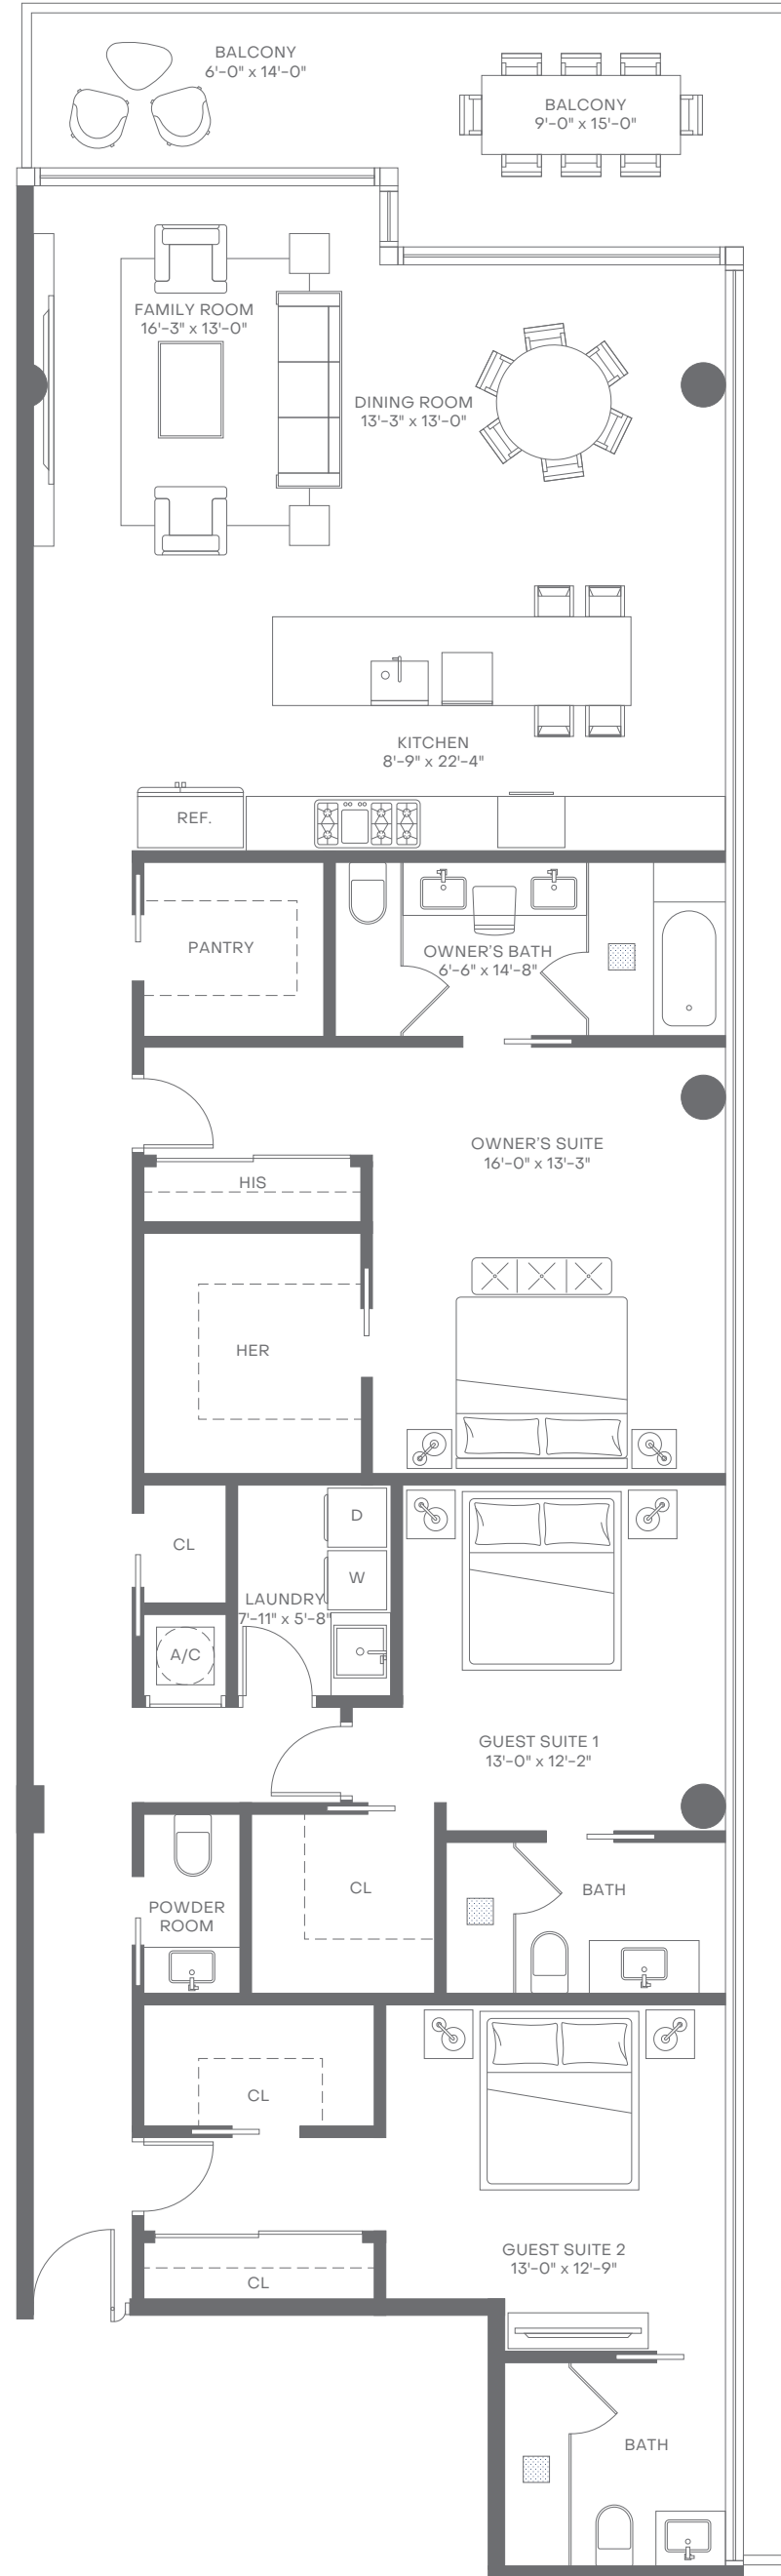 BALCONY
6'-0" x 14'-0"
BALCONY
9'-0" x 15'-0"
FAMILY ROOM
16'-3" x 13'-0"
DINING ROOM
13'-3" x 13'-0"
KITCHEN
8'-9" x 22'-4"
REF.
PANTRY
OWNER'S BATH
6'-6" x 14'-8"
OWNER'S SUITE
16'-0" x 13'-3"
HIS
HER
D
CL
W
LAUNDRY
7'-11" x 5'-8"
A/C
GUEST SUITE 1
13'-0" x 12'-2"
CL
BATH
POWDER
ROOM
CL
GUEST SUITE 2
13'-0" x 12'-9"
CL
BATH